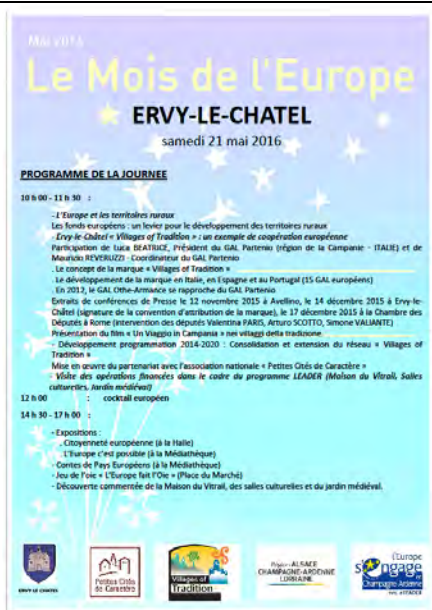 MAI 2016
Le Mois de l'Europe
ERVY-LE-CHATEL
samedi 21 mai 2016
PROGRAMME DE LA JOURNEE
10 h 00 - 11 h 30 :
- L'Europe et les territoires ruraux
Les fonds européens : un levier pour le développement des territoires ruraux
- Ervy-le-Châtel « Villages of Tradition » : un exemple de coopération européenne
Participation de Luca BEATRICE, Président du GAL Partenio (région de la Campanie - ITALIE) et de
Maurizio REVERUZZI - Coordinateur du GAL Partenio
. Le concept de la marque « Villages of Tradition »
. Le développement de la marque en Italie, en Espagne et au Portugal (15 GAL européens)
- En 2012, le GAL Othe-Armance se rapproche du GAL Partenio
Extraits de conférences de Presse le 12 novembre 2015 à Avellino, le 14 décembre 2015 à Ervy-le-
Châtel (signature de la convention d'attribution de la marque), le 17 décembre 2015 à la Chambre des
Députés à Rome (intervention des députés Valentina PARIS, Arturo SCOTTO, Simone VALIANTE)
Présentation du film « Un Viaggio in Campania » nei villaggi della tradizione
- Développement programmation 2014-2020 : Consolidation et extension du réseau « Villages of
Tradition »
Mise en œuvre du partenariat avec l'association nationale « Petites Cités de Caractère »
- Visite des opérations financées dans le cadre du programme LEADER (Maison du Vitrail, Salles
culturelles, Jardin médiéval)
12 h 00 : cocktail européen
14 h 30 - 17 h 00 :
- Expositions :
. Citoyenneté européenne (à la Halle)
. L'Europe c'est possible (à la Médiathèque)
- Contes de Pays Européens (à la Médiathèque)
- Jeu de l'oie « L'Europe fait l'Oie » (Place du Marché)
- Découverte commentée de la Maison du Vitrail, des salles culturelles et du jardin médiéval.
ERVY LE CHATEL
Petites Cités
de Caractère
Villages of
Tradition
Région ALSACE
CHAMPAGNE-ARDENNE
LORRAINE
l'Europe
s'engage
en
Champagne-Ardenne